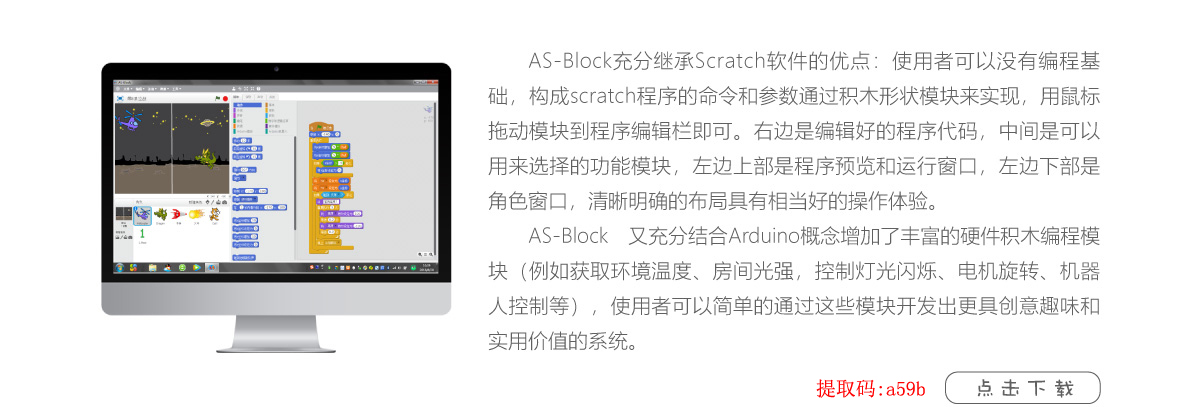 AS-Block充分继承Scratch软件的优点：使用者可以没有编程基
础，构成scratch程序的命令和参数通过积木形状模块来实现，用鼠标
拖动模块到程序编辑栏即可。右边是编辑好的程序代码，中间是可以
用来选择的功能模块，左边上部是程序预览和运行窗口，左边下部是
角色窗口，清晰明确的布局具有相当好的操作体验。
AS-Block　又充分结合Arduino概念增加了丰富的硬件积木编程模
块（例如获取环境温度、房间光强，控制灯光闪烁、电机旋转、机器
人控制等），使用者可以简单的通过这些模块开发出更具创意趣味和
实用价值的系统。
提取码:a59b
点击下载